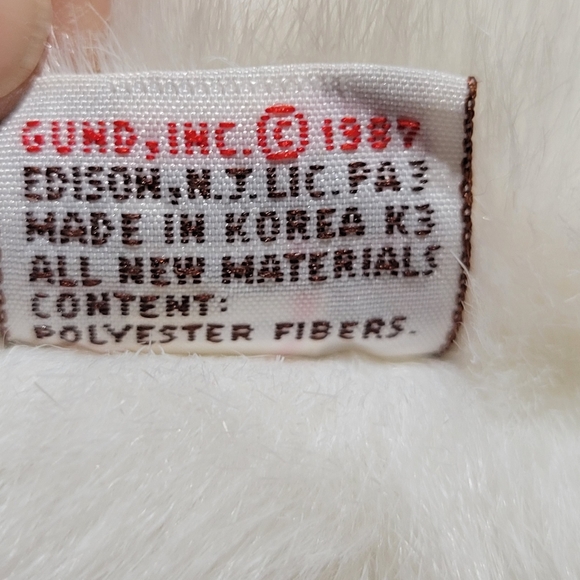 GUND, INC. © 1987
EDISON, N.J. LIC. PA3
MADE IN KOREA K3
ALL NEW MATERIALS
CONTENT:
POLYESTER FIBERS.